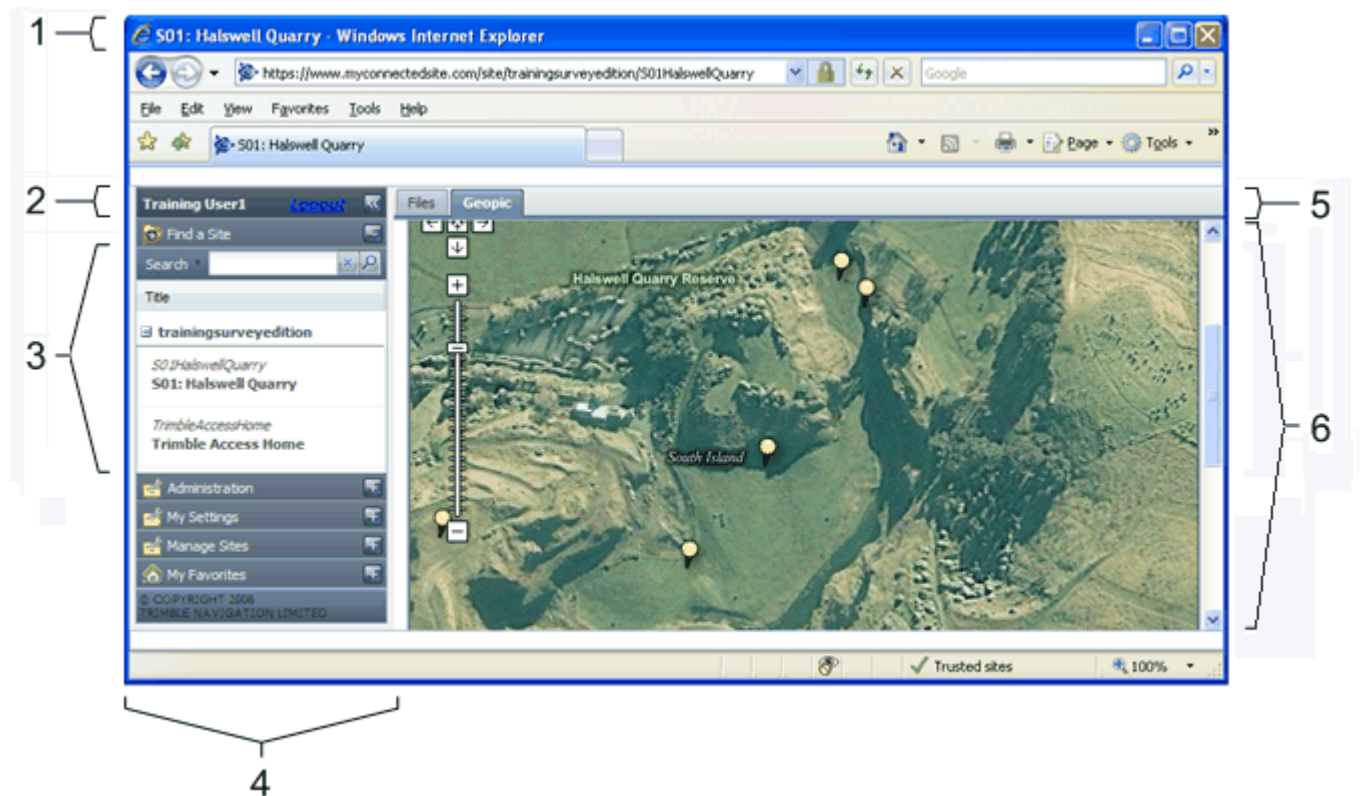 1
S01: Halswell Quarry - Windows Internet Explorer
https://www.myconnectedsite.com/site/trainingsurveyedition/S01HalswellQuarry
Google
File Edit View Favorites Tools Help
S01: Halswell Quarry
Page Tools »
2
Training User1 Logout
Files Geopic
5
Find a Site
Search
Title
trainingsurveyedition
3
S01HalswellQuarry
S01: Halswell Quarry
TrimbleAccessHome
Trimble Access Home
Administration
My Settings
Manage Sites
My Favorites
© COPYRIGHT 2006
TRIMBLE NAVIGATION LIMITED
Halswell Quarry Reserve
South Island
6
Trusted sites 100%
4